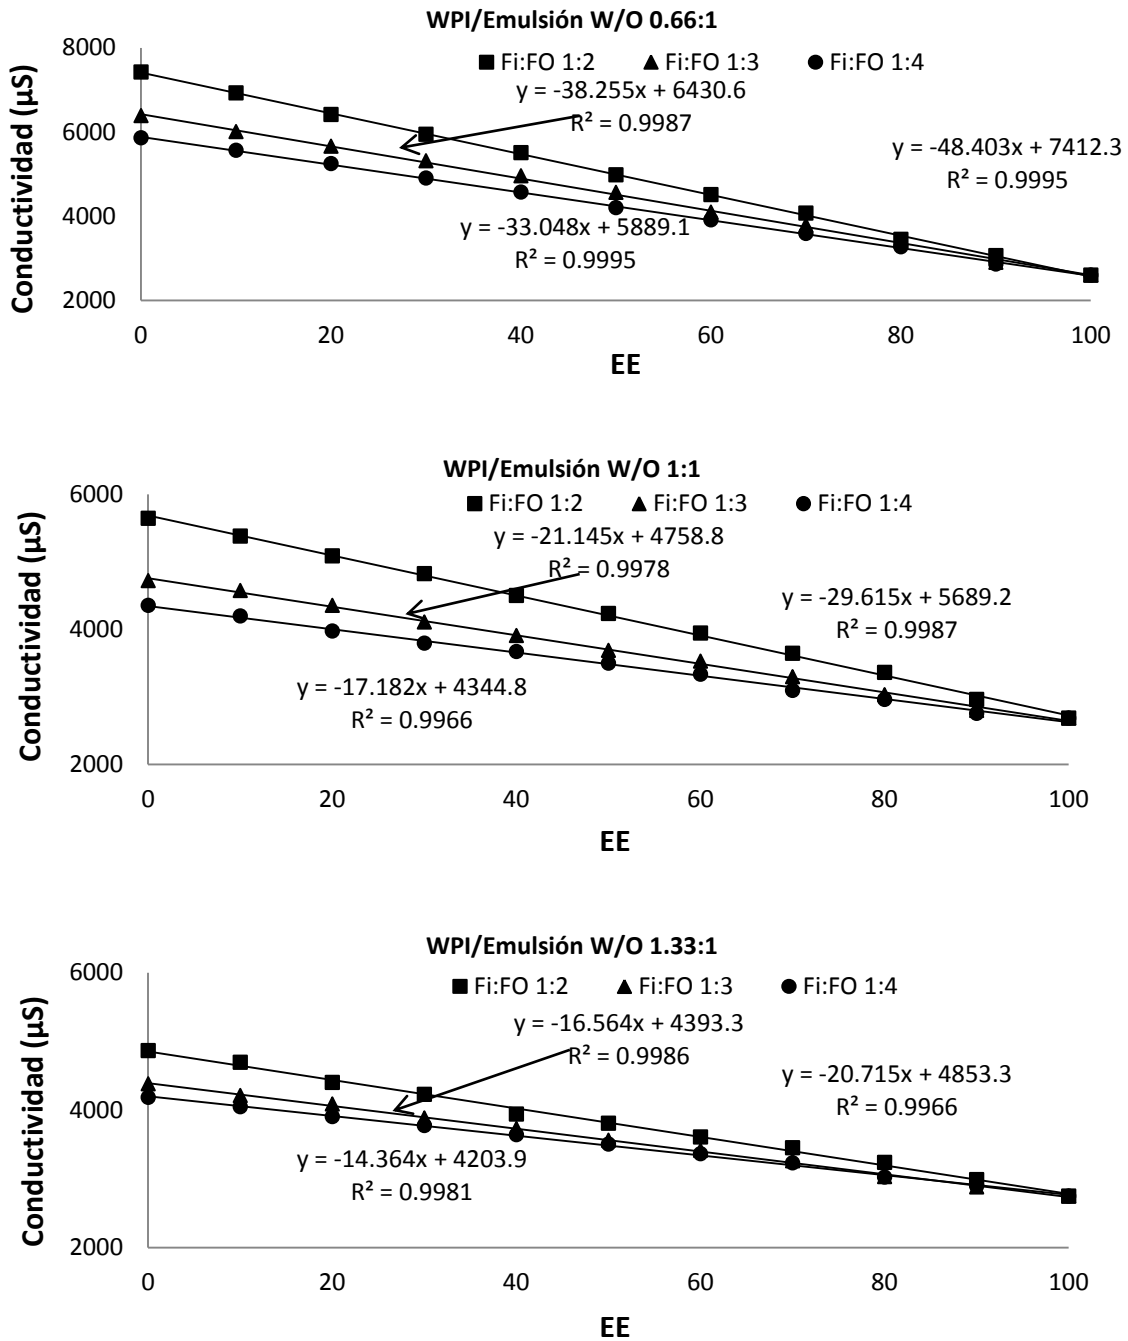 WPI/Emulsión W/O 0.66:1
8000
Fi:FO 1:2 Fi:FO 1:3 Fi:FO 1:4
y = -38.255x + 6430.6
R² = 0.9987
6000
y = -48.403x + 7412.3
R² = 0.9995
4000
y = -33.048x + 5889.1
R² = 0.9995
2000
Conductividad (µS)
0 20 40 60 80 100
EE
WPI/Emulsión W/O 1:1
6000
Fi:FO 1:2 Fi:FO 1:3 Fi:FO 1:4
y = -21.145x + 4758.8
R² = 0.9978
y = -29.615x + 5689.2
R² = 0.9987
4000
y = -17.182x + 4344.8
R² = 0.9966
2000
Conductividad (µS)
0 20 40 60 80 100
EE
WPI/Emulsión W/O 1.33:1
6000
Fi:FO 1:2 Fi:FO 1:3 Fi:FO 1:4
y = -16.564x + 4393.3
R² = 0.9986
y = -20.715x + 4853.3
R² = 0.9966
4000
y = -14.364x + 4203.9
R² = 0.9981
2000
Conductividad (µS)
0 20 40 60 80 100
EE